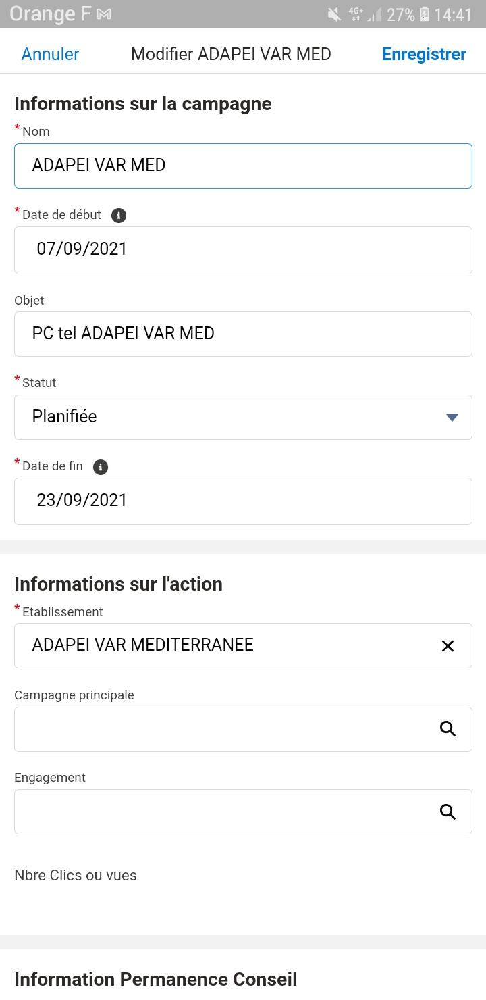 Orange F 4G+ 27% 14:41
Annuler Modifier ADAPEI VAR MED Enregistrer
Informations sur la campagne
* Nom
ADAPEI VAR MED
* Date de début
07/09/2021
Objet
PC tel ADAPEI VAR MED
* Statut
Planifiée
* Date de fin
23/09/2021
Informations sur l'action
* Etablissement
ADAPEI VAR MEDITERRANEE
Campagne principale
Engagement
Nbre Clics ou vues
Information Permanence Conseil